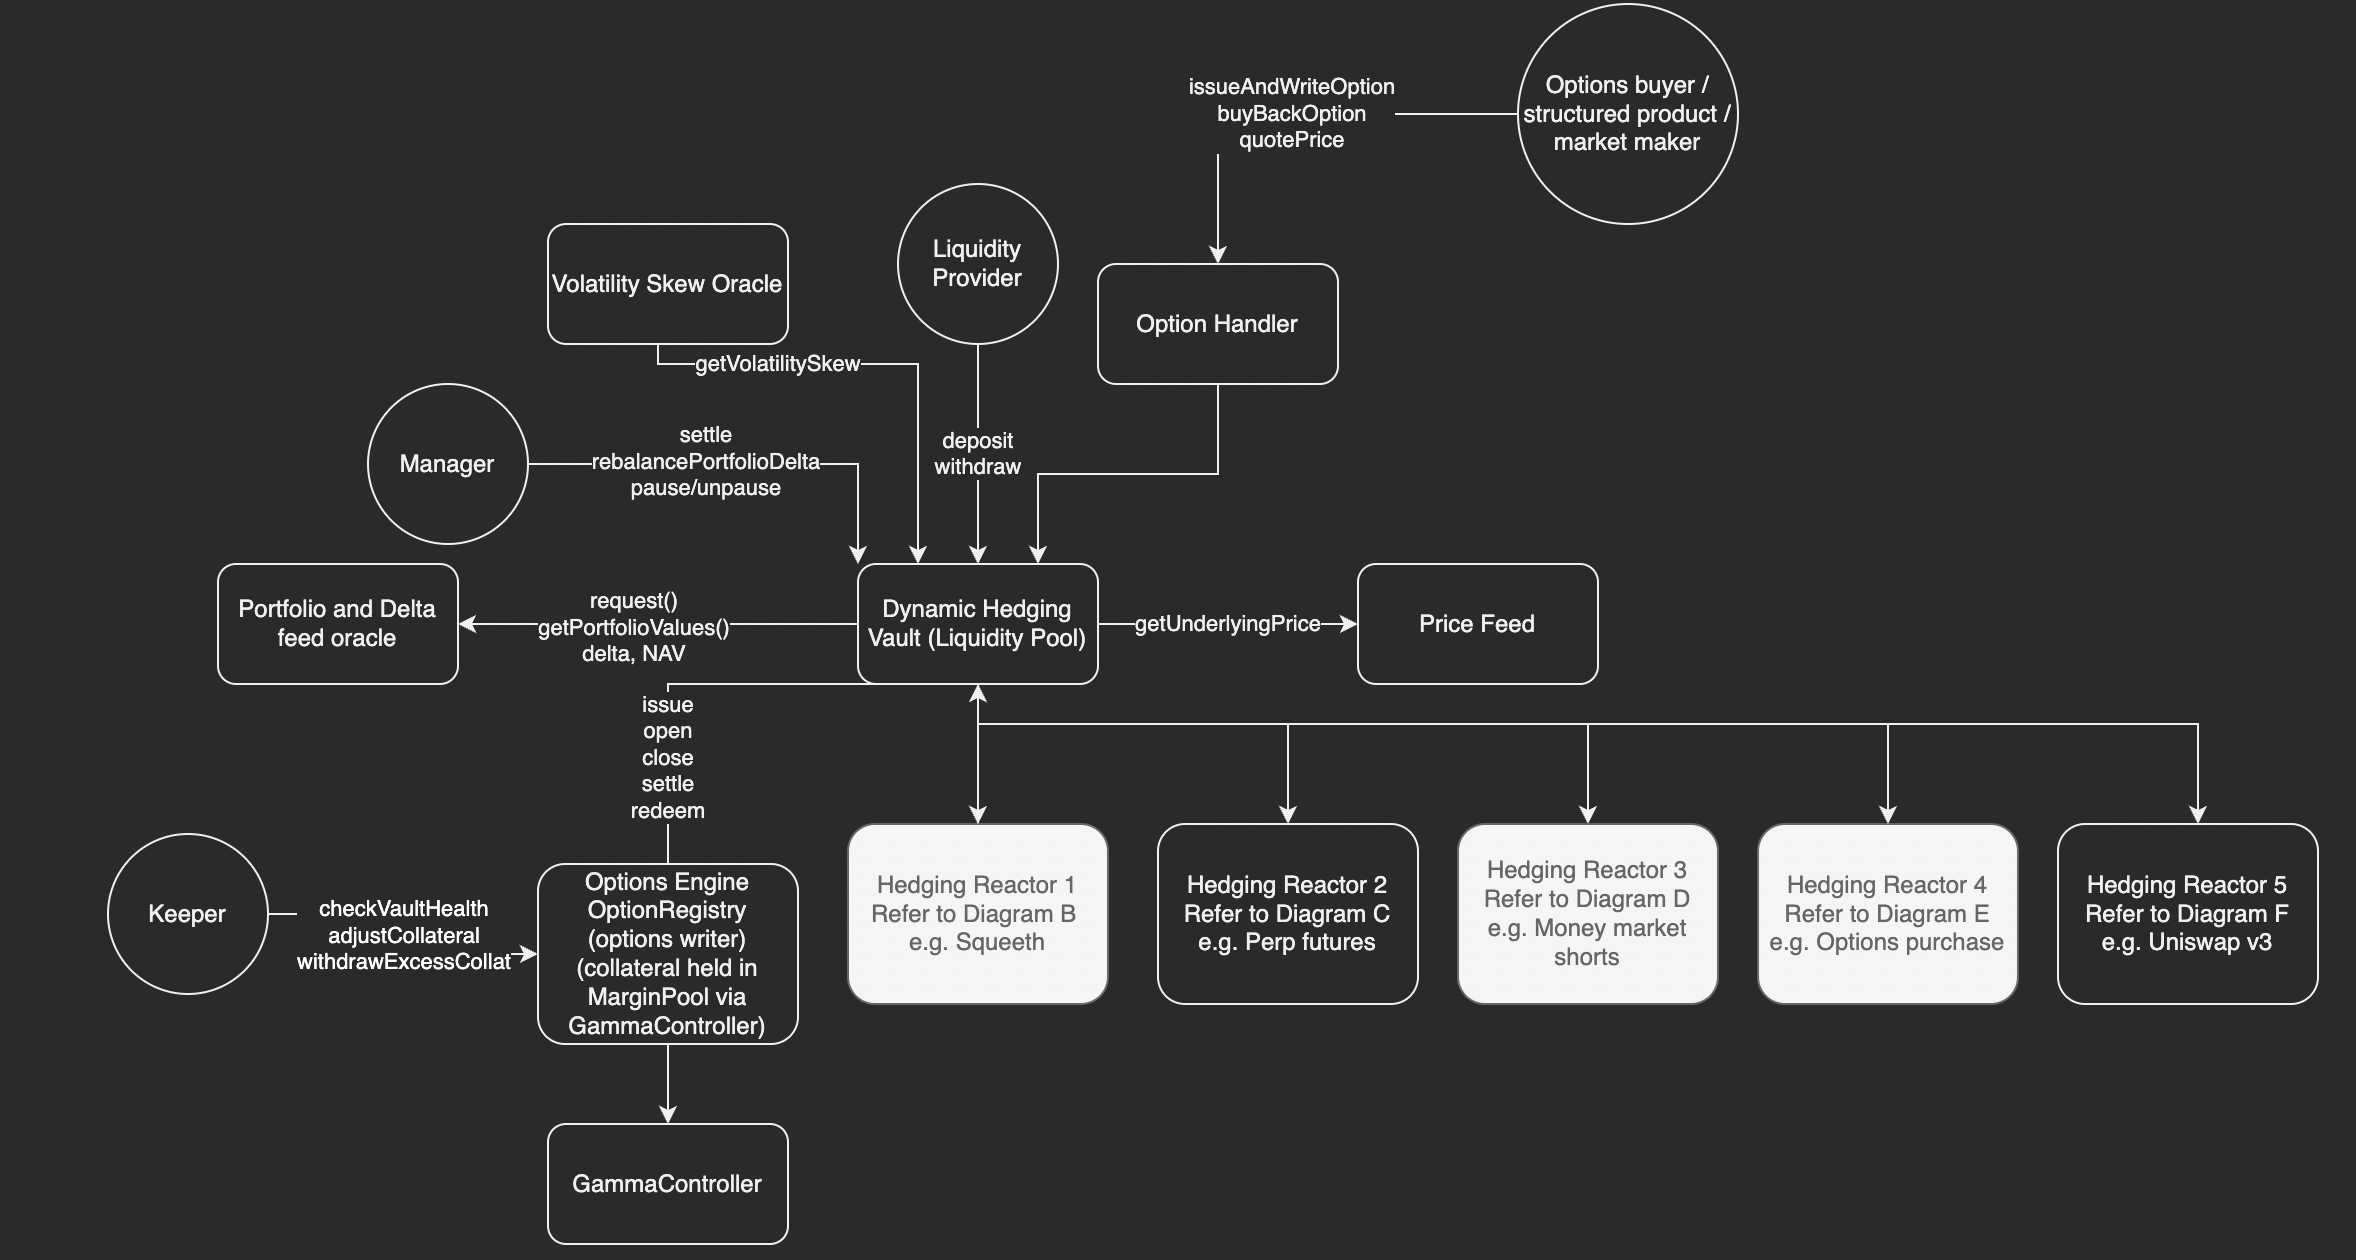 issueAndWriteOption
buyBackOption
quotePrice
Options buyer /
structured product /
market maker
Volatility Skew Oracle
Liquidity
Provider
Option Handler
getVolatilitySkew
Manager
settle
rebalancePortfolioDelta
pause/unpause
deposit
withdraw
Portfolio and Delta
feed oracle
request()
getPortfolioValues()
delta, NAV
Dynamic Hedging
Vault (Liquidity Pool)
getUnderlyingPrice
Price Feed
issue
open
close
settle
redeem
Keeper
checkVaultHealth
adjustCollateral
withdrawExcessCollat
Options Engine
OptionRegistry
(options writer)
(collateral held in
MarginPool via
GammaController)
Hedging Reactor 1
Refer to Diagram B
e.g. Squeeth
Hedging Reactor 2
Refer to Diagram C
e.g. Perp futures
Hedging Reactor 3
Refer to Diagram D
e.g. Money market
shorts
Hedging Reactor 4
Refer to Diagram E
e.g. Options purchase
Hedging Reactor 5
Refer to Diagram F
e.g. Uniswap v3
GammaController